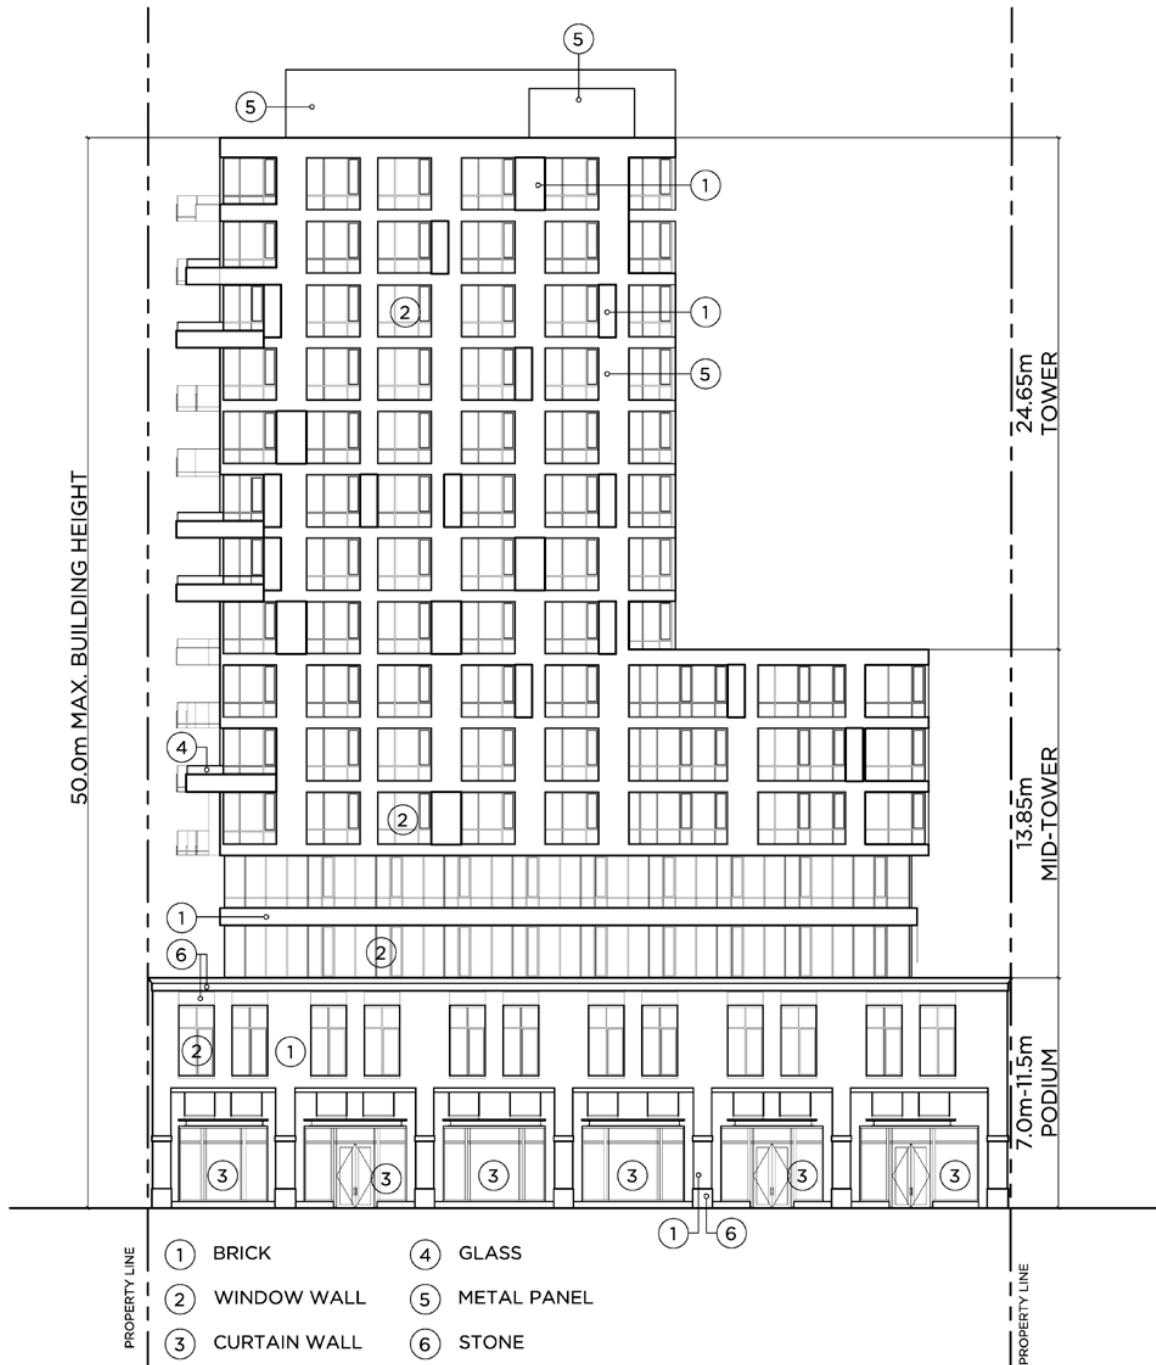 5
5
1
2
1
5
24.65m
TOWER
50.0m MAX. BUILDING HEIGHT
4
2
13.85m
MID-TOWER
1
2
6
2
1
7.0m-11.5m
PODIUM
3
3
3
3
3
3
1
6
PROPERTY LINE
1 BRICK
4 GLASS
2 WINDOW WALL
5 METAL PANEL
3 CURTAIN WALL
6 STONE
PROPERTY LINE